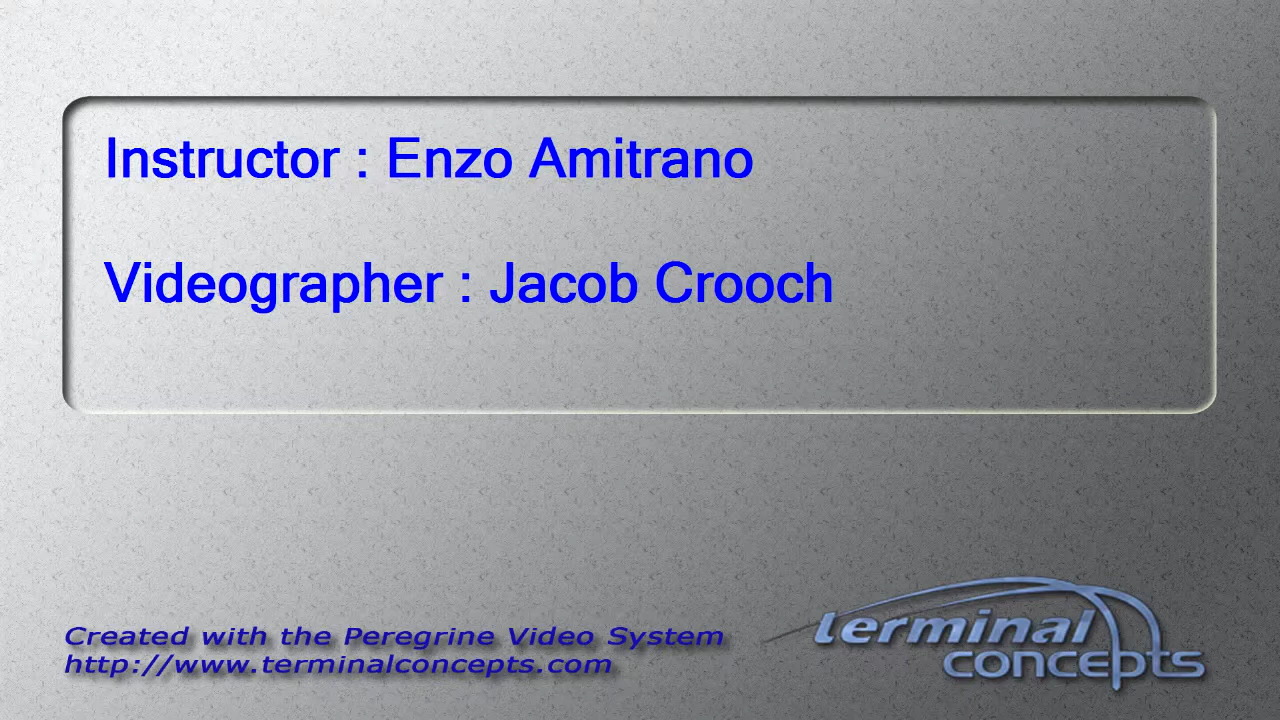 Instructor : Enzo Amitrano
Videographer : Jacob Crooch
Created with the Peregrine Video System
http://www.terminalconcepts.com
terminal
concepts